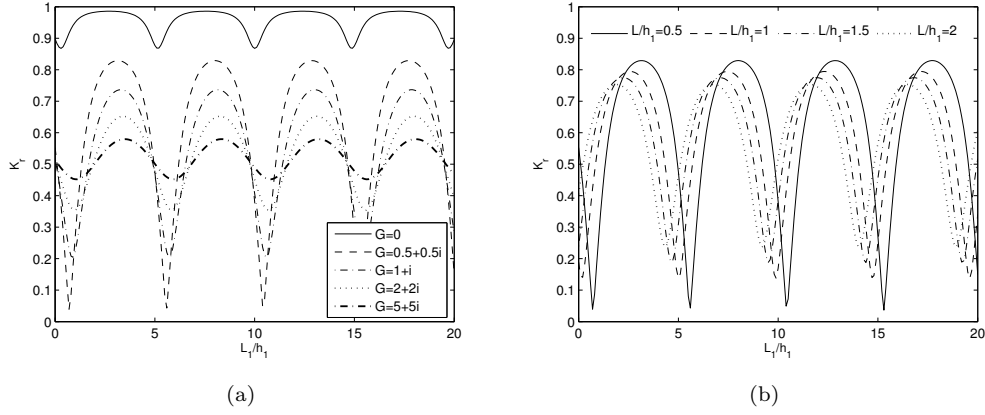 1
0.9
0.8
0.7
0.6
0.5
0.4
0.3
0.2
0.1
0
K_r
G=0
G=0.5+0.5i
G=1+i
G=2+2i
G=5+5i
0 5 10 15 20
L_1/h_1
(a)
L/h_1=0.5 L/h_1=1 L/h_1=1.5 L/h_1=2
1
0.9
0.8
0.7
0.6
0.5
0.4
0.3
0.2
0.1
0
K_r
0 5 10 15 20
L_1/h_1
(b)